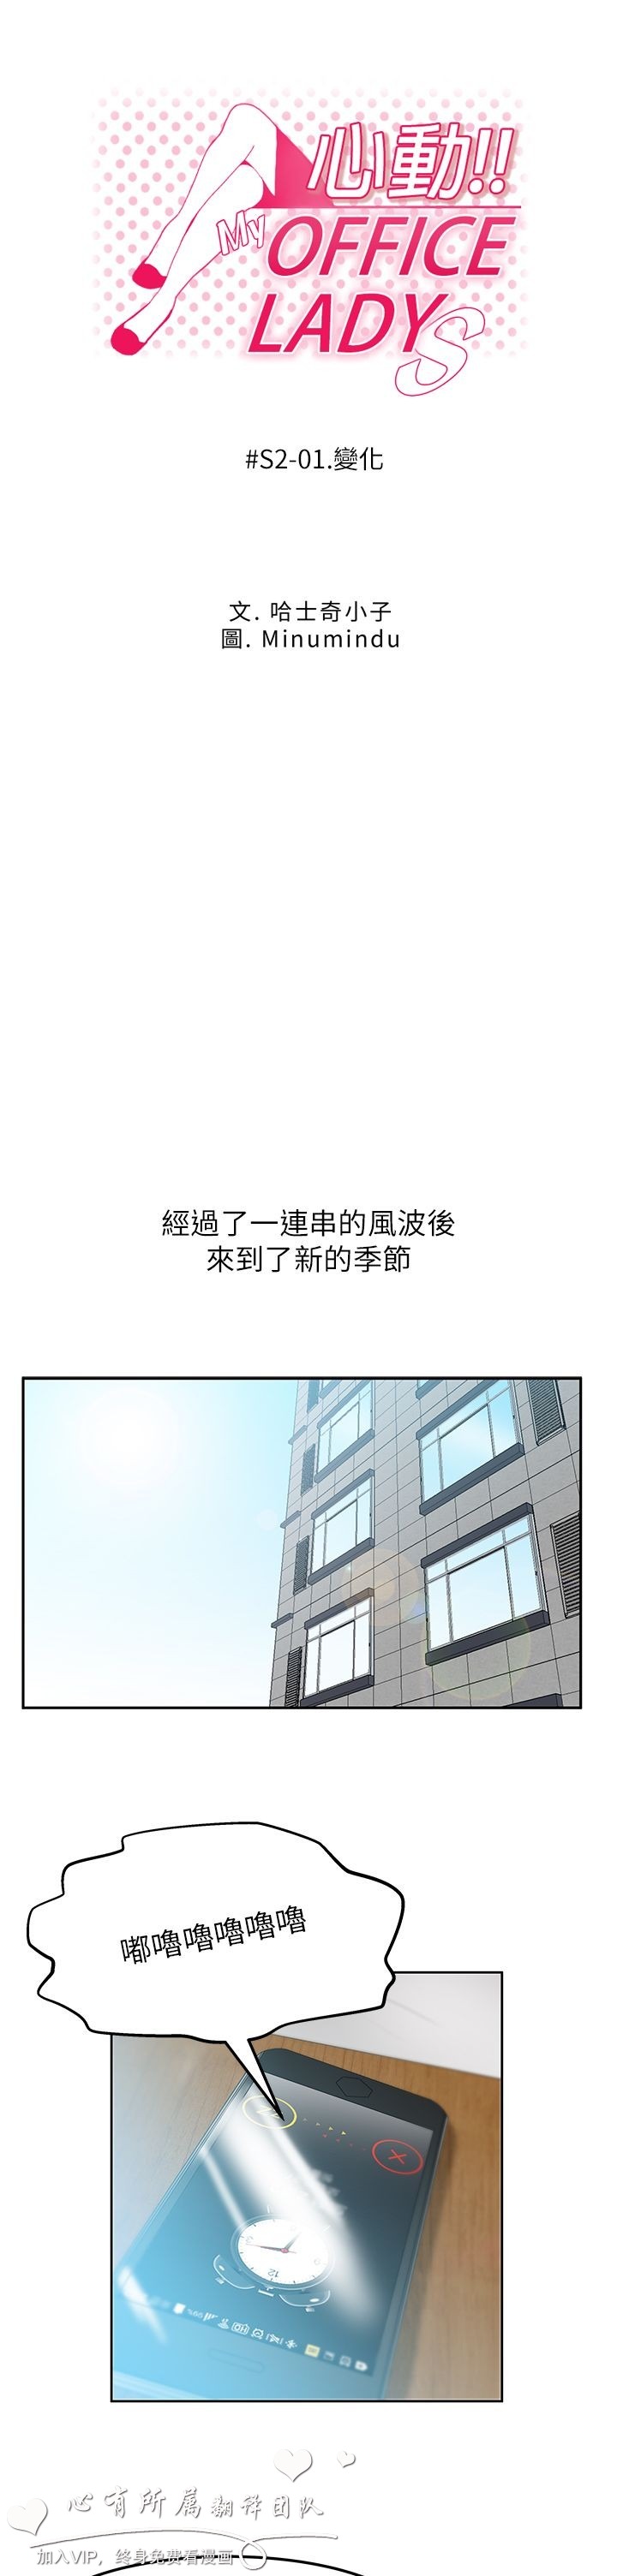 心動!!
My OFFICE
LADYS
#S2-01.變化
文. 哈士奇小子
圖. Minumindu
經過了一連串的風波後
來到了新的季節
嘟嚕嚕嚕嚕嚕
心有所属翻译团队
加入VIP，终身免费看漫画